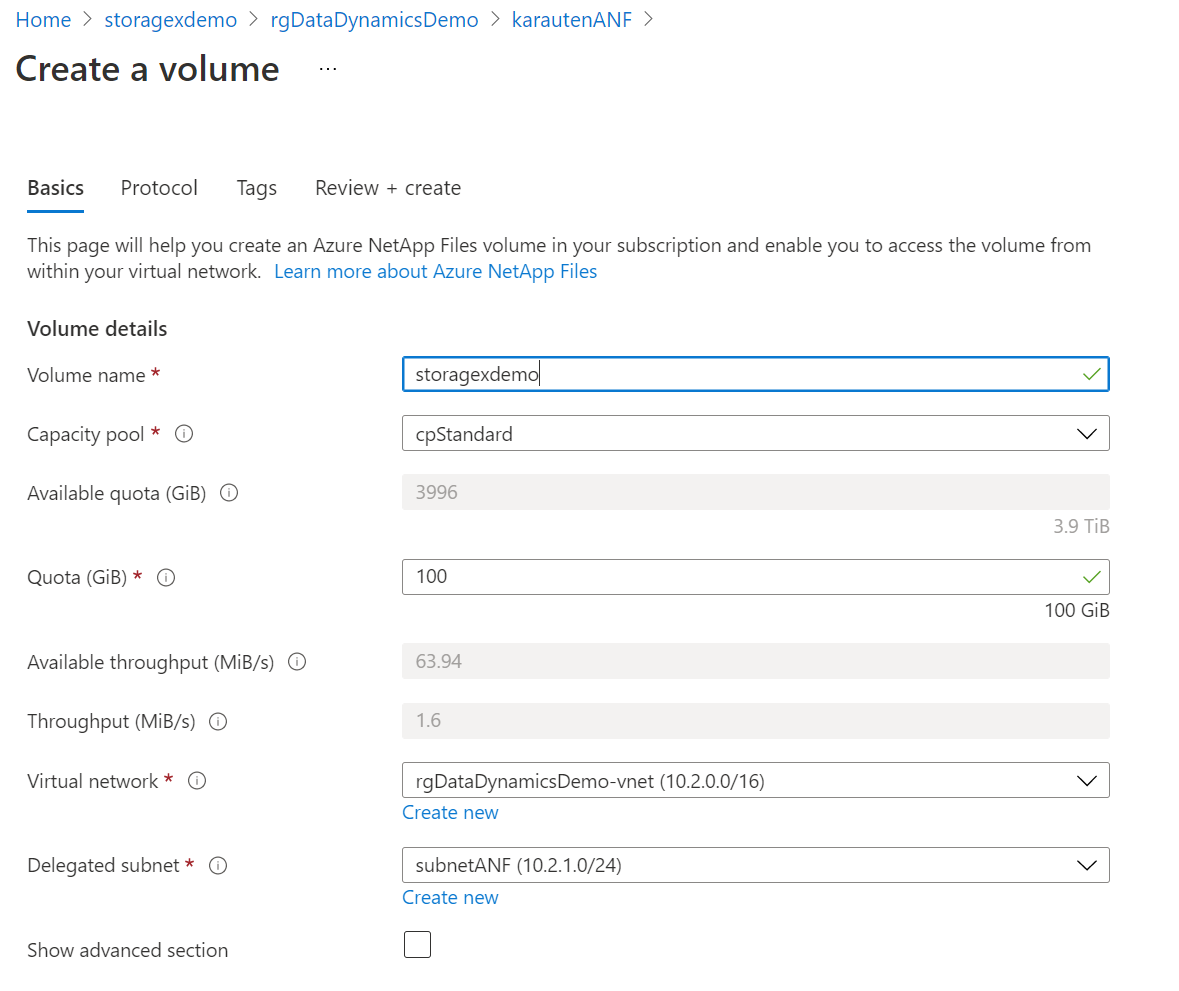 Home > storagexdemo > rgDataDynamicsDemo > karautenANF >
Create a volume ...
Basics Protocol Tags Review + create
This page will help you create an Azure NetApp Files volume in your subscription and enable you to access the volume from
within your virtual network. Learn more about Azure NetApp Files
Volume details
Volume name * storagexdemo
Capacity pool * cpStandard
Available quota (GiB) 3996
3.9 TiB
Quota (GiB) * 100
100 GiB
Available throughput (MiB/s) 63.94
Throughput (MiB/s) 1.6
Virtual network * rgDataDynamicsDemo-vnet (10.2.0.0/16)
Create new
Delegated subnet * subnetANF (10.2.1.0/24)
Create new
Show advanced section